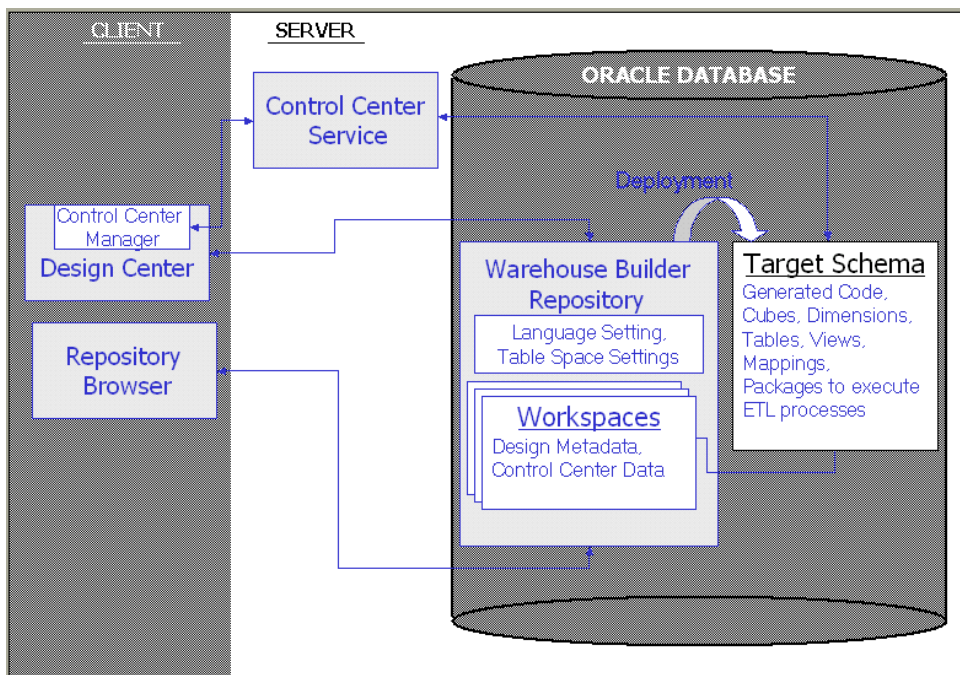 CLIENT
SERVER
ORACLE DATABASE
Control Center
Service
Deployment
Control Center
Manager
Design Center
Repository
Browser
Warehouse Builder
Repository
Language Setting,
Table Space Settings
Workspaces
Design Metadata,
Control Center Data
Target Schema
Generated Code,
Cubes, Dimensions,
Tables, Views,
Mappings,
Packages to execute
ETL processes